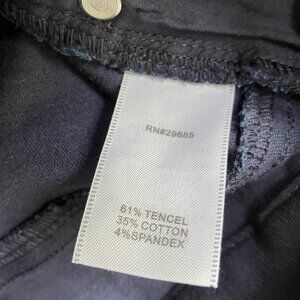 RN#29685
61% TENCEL
35% COTTON
4%SPANDEX